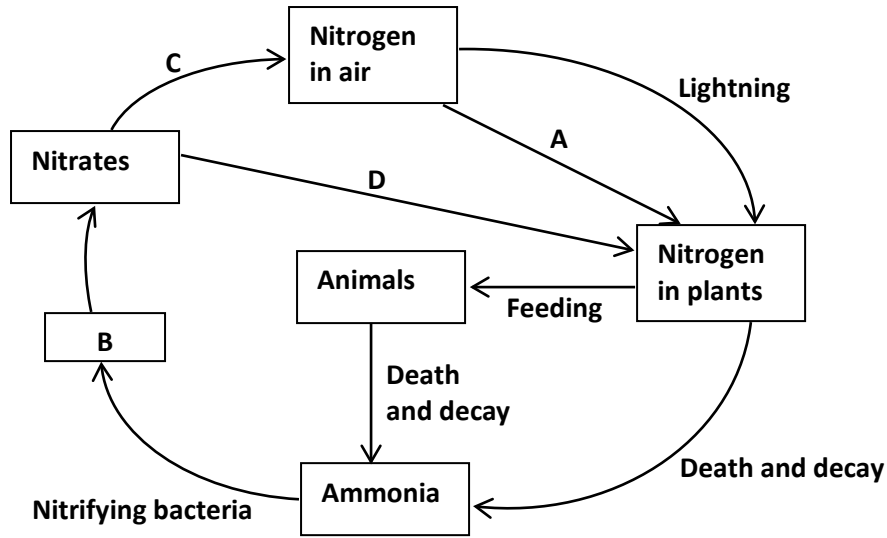 Nitrogen
in air
C
Lightning
A
Nitrates
D
Nitrogen
in plants
Animals
Feeding
B
Death
and decay
Death and decay
Ammonia
Nitrifying bacteria